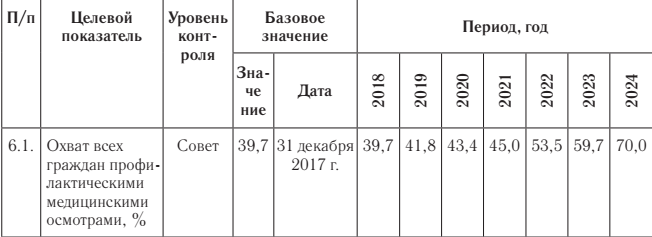 П/п Целевой показатель Уровень конт-роля Базовое значение Период, год
Зна-че ние Дата 2018 2019 2020 2021 2022 2023 2024
6.1. Охват всех Совет 39,7 31 декабря 39,7 41,8 43,4 45,0 53,5 59,7 70,0
граждан профи- 2017 г.
лактическими
медицинскими
осмотрами, %